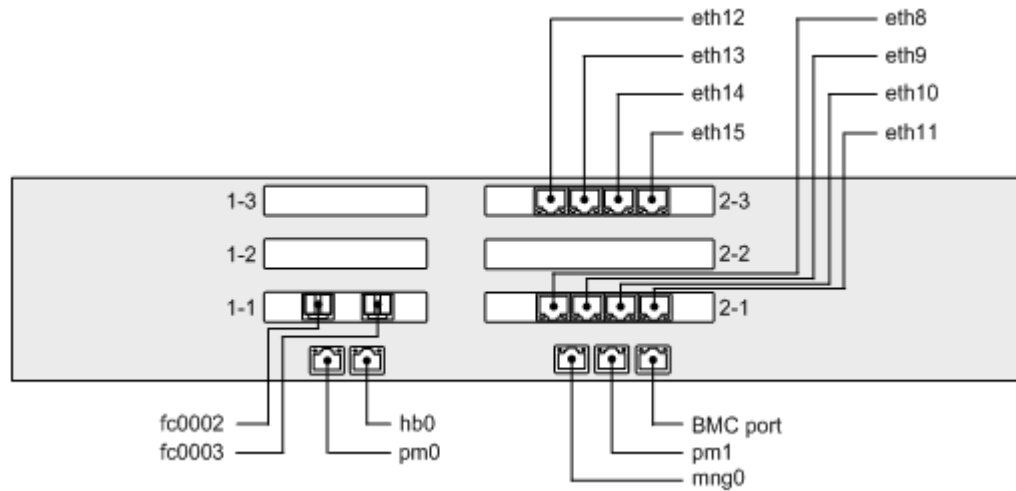 eth12 eth8
eth13 eth9
eth14 eth10
eth15 eth11
1-3 2-3
1-2 2-2
1-1 2-1
fc0002 hb0 BMC port
fc0003 pm0 pm1
mng0